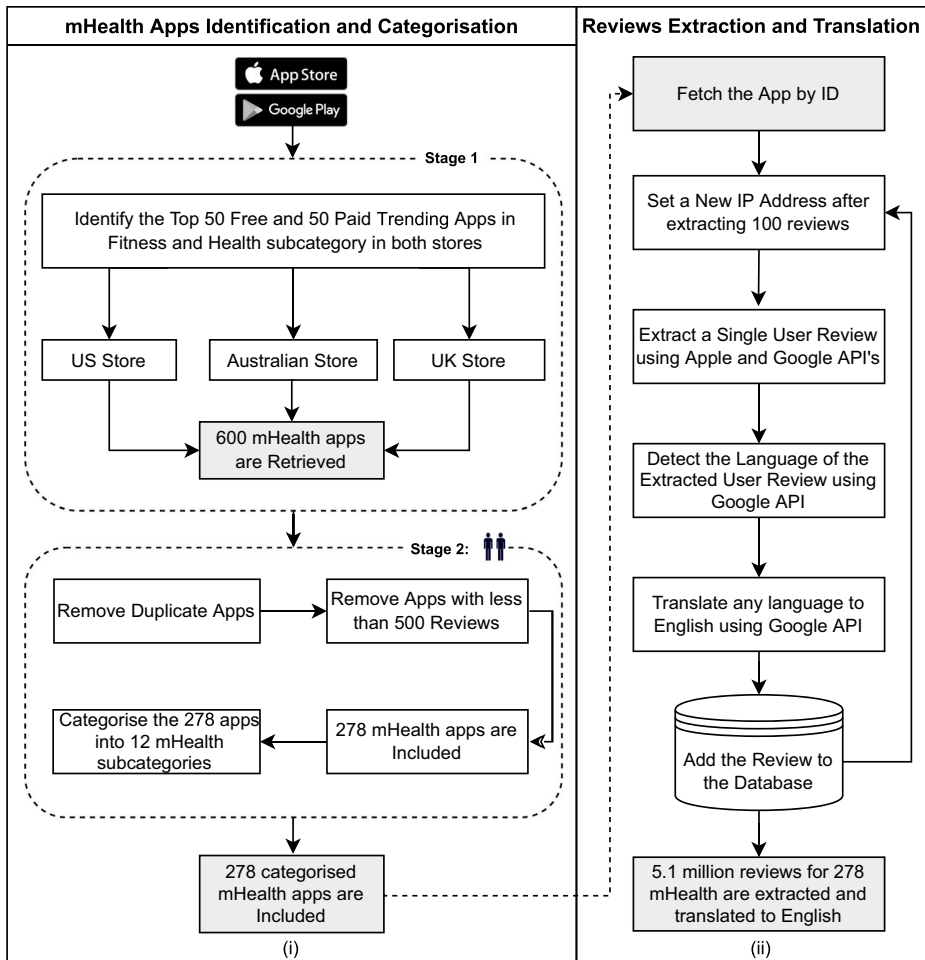 mHealth Apps Identification and Categorisation
App Store
Google Play
Stage 1
Identify the Top 50 Free and 50 Paid Trending Apps in
Fitness and Health subcategory in both stores
US Store
Australian Store
UK Store
600 mHealth apps
are Retrieved
Stage 2:
Remove Duplicate Apps
Remove Apps with less
than 500 Reviews
Categorise the 278 apps
into 12 mHealth
subcategories
278 mHealth apps are
Included
278 categorised
mHealth apps are
Included
(i)
Reviews Extraction and Translation
Fetch the App by ID
Set a New IP Address after
extracting 100 reviews
Extract a Single User Review
using Apple and Google API's
Detect the Language of the
Extracted User Review using
Google API
Translate any language to
English using Google API
Add the Review to
the Database
5.1 million reviews for 278
mHealth are extracted and
translated to English
(ii)